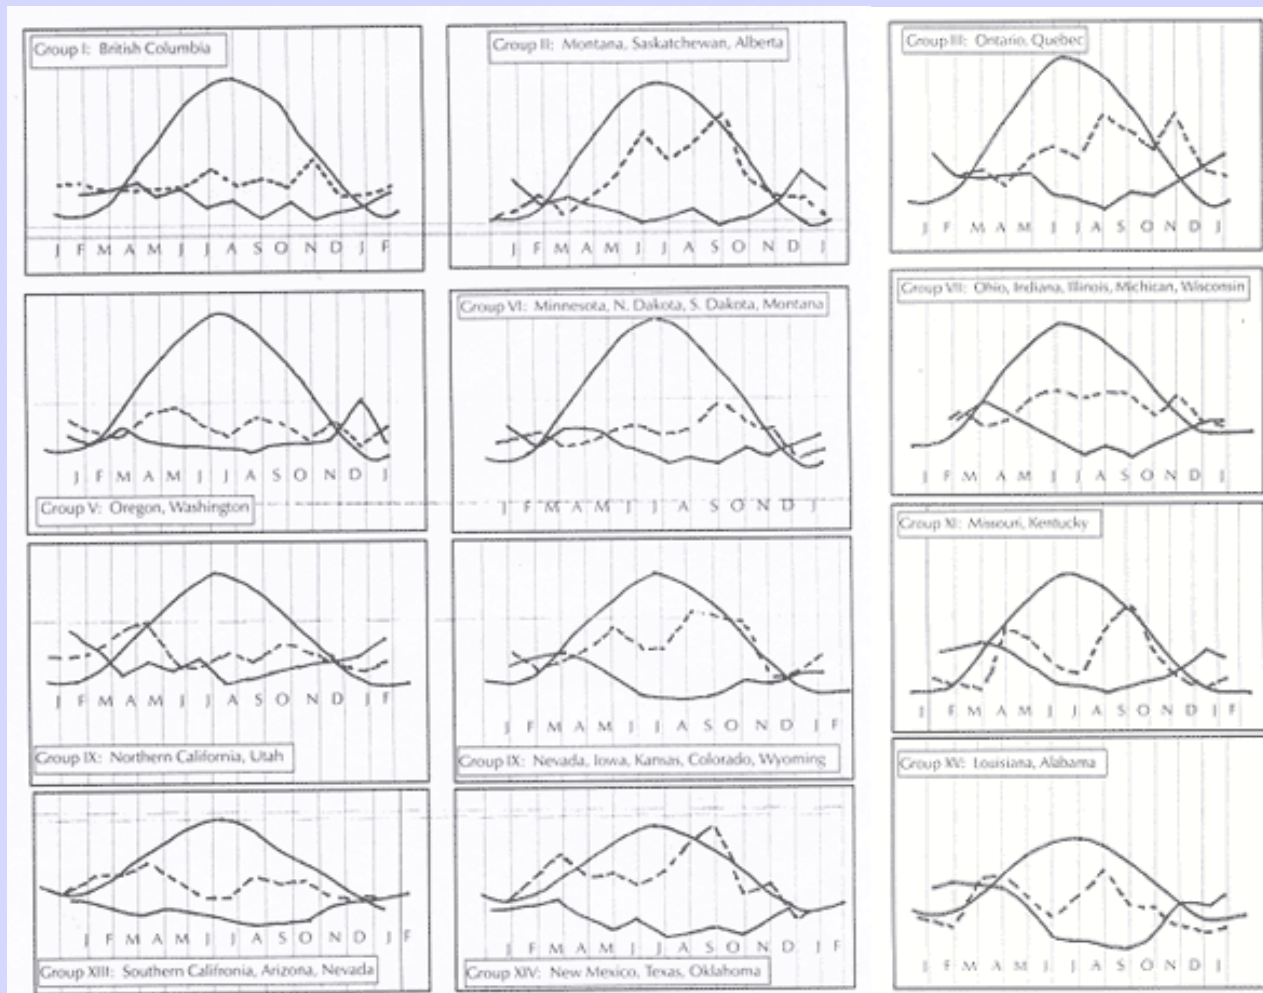 Group I: British Columbia
J F M A M J J A S O N D J F
Group II: Montana, Saskatchewan, Alberta
J F M A M J J A S O N D J
Group III: Ontario, Quebec
J F M A M J J A S O N D J
J F M A M J J A S O N D J
Group V: Oregon, Washington
Group VI: Minnesota, N. Dakota, S. Dakota, Montana
J F M A M J J A S O N D J
Group VII: Ohio, Indiana, Illinois, Michican, Wisconsin
J F M A M J J A S O N D J
J F M A M J J A S O N D J F
Group IX: Northern California, Utah
J F M A M J J A S O N D J F
Group IX: Nevada, Iowa, Kansas, Colorado, Wyoming
Group XI: Missouri, Kentucky
J F M A M J J A S O N D J
J F M A M J J A S O N D J F
Group XIII: Southern Califronia, Arizona, Nevada
J F M A M J J A S O N D J F
Group XIV: New Mexico, Texas, Oklahoma
Group XV: Louisiana, Alabama
J F M A M J J A S O N D J